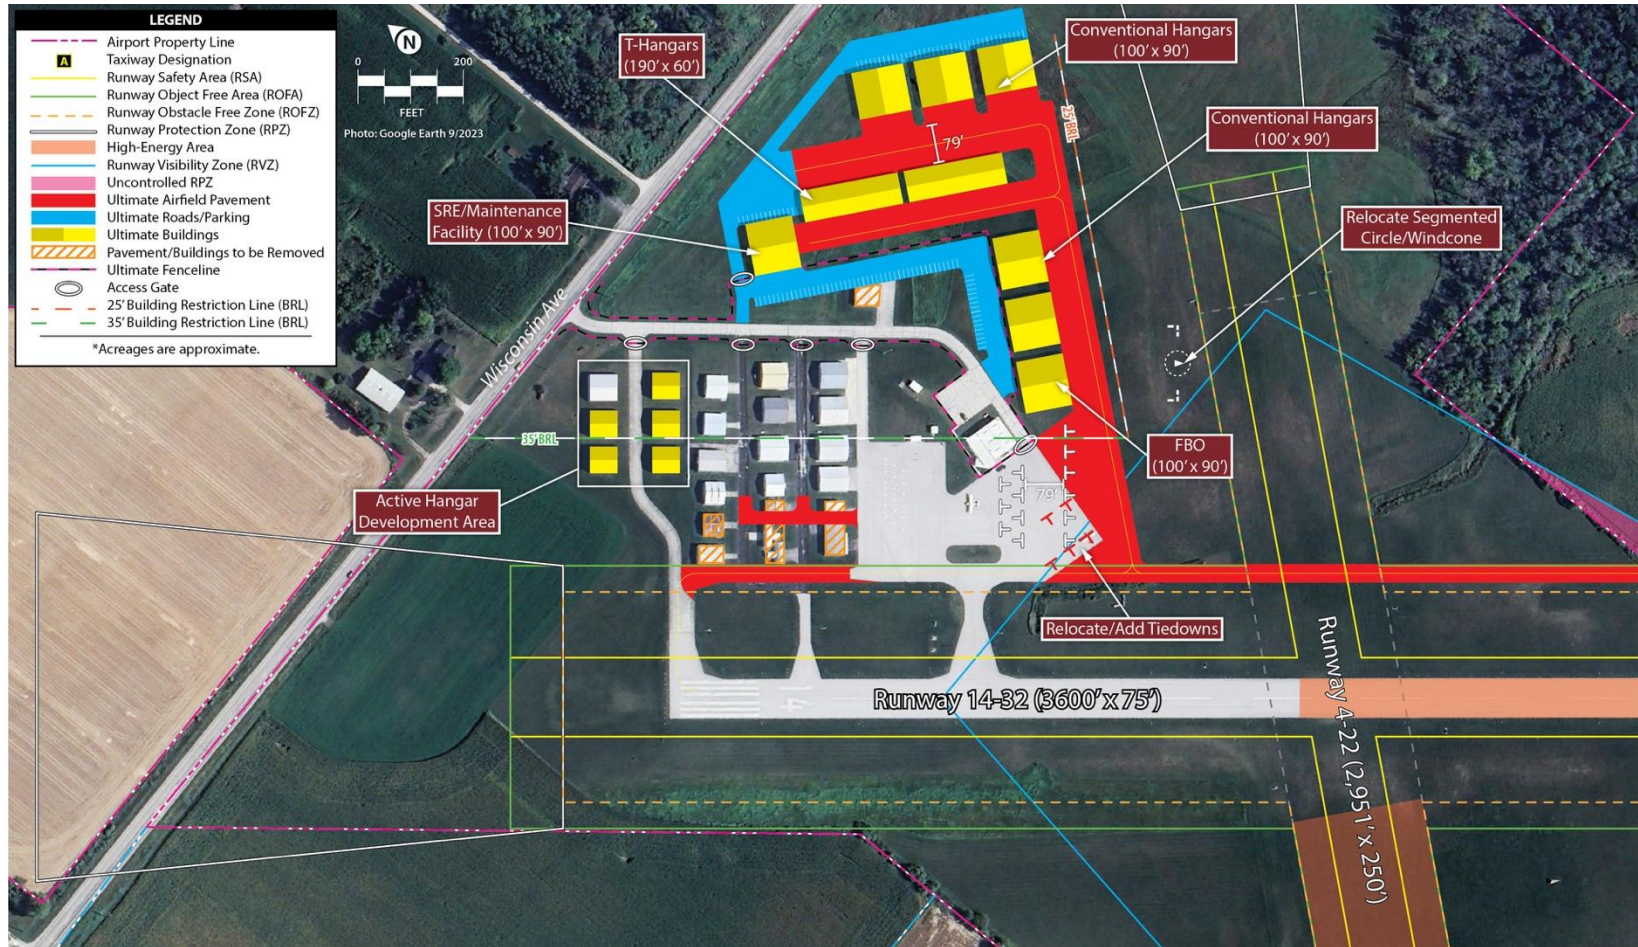 LEGEND
Airport Property Line
A
Taxiway Designation
Runway Safety Area (RSA)
Runway Object Free Area (ROFA)
Runway Obstacle Free Zone (ROFZ)
Runway Protection Zone (RPZ)
High-Energy Area
Runway Visibility Zone (RVZ)
Uncontrolled RPZ
Ultimate Airfield Pavement
Ultimate Roads/Parking
Ultimate Buildings
Pavement/Buildings to be Removed
Ultimate Fenceline
Access Gate
25' Building Restriction Line (BRL)
35' Building Restriction Line (BRL)
*Acreages are approximate.
N
0 200
FEET
Photo: Google Earth 9/2023
T-Hangars
(190' x 60')
Conventional Hangars
(100' x 90')
25' BRL
Conventional Hangars
(100' x 90')
79'
SRE/Maintenance
Facility (100' x 90')
Relocate Segmented
Circle/Windcone
Wisconsin Ave
35' BRL
FBO
(100' x 90')
Active Hangar
Development Area
79'
Relocate/Add Tiedowns
14
Runway 14-32 (3600' x 75')
Runway 4-22 (2,951' x 250')